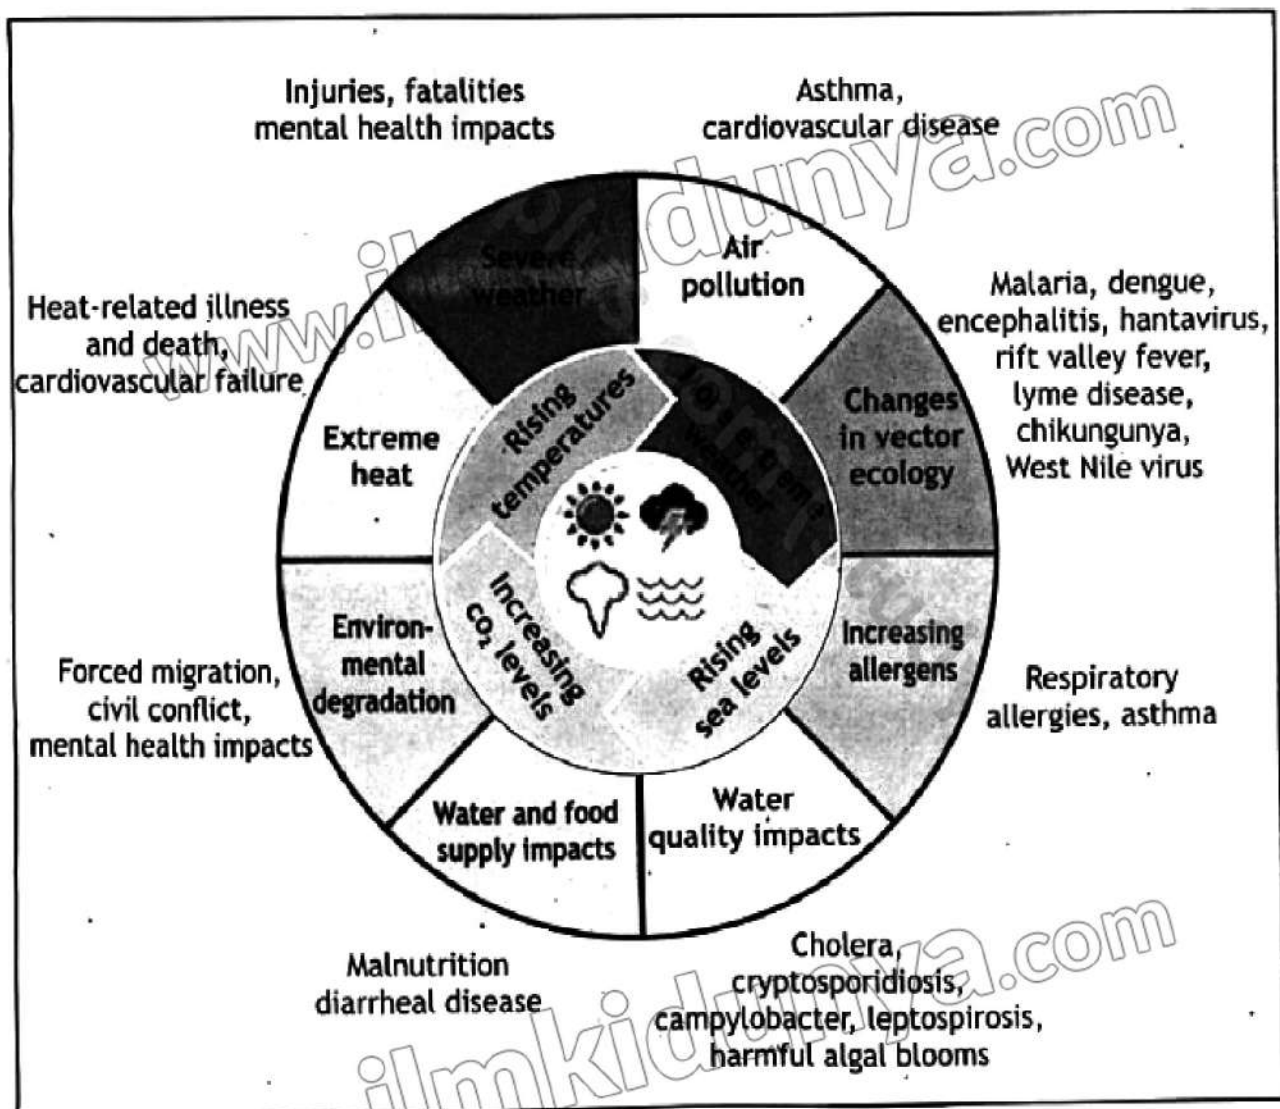 Injuries, fatalities
mental health impacts
Asthma,
cardiovascular disease
www.ilmkidunya.com
Severe
weather
Air
pollution
Heat-related illness
and death,
cardiovascular failure
Malaria, dengue,
encephalitis, hantavirus,
rift valley fever,
lyme disease,
chikungunya,
West Nile virus
Extreme
heat
Changes
in vector
ecology
Rising
temperatures
weather
Environ-
mental
degradation
Increasing
co₂ levels
Rising
sea levels
Increasing
allergens
Forced migration,
civil conflict,
mental health impacts
Respiratory
allergies, asthma
Water and food
supply impacts
Water
quality impacts
Malnutrition
diarrheal disease
Cholera,
cryptosporidiosis,
campylobacter, leptospirosis,
harmful algal blooms
ilmkidunya.com